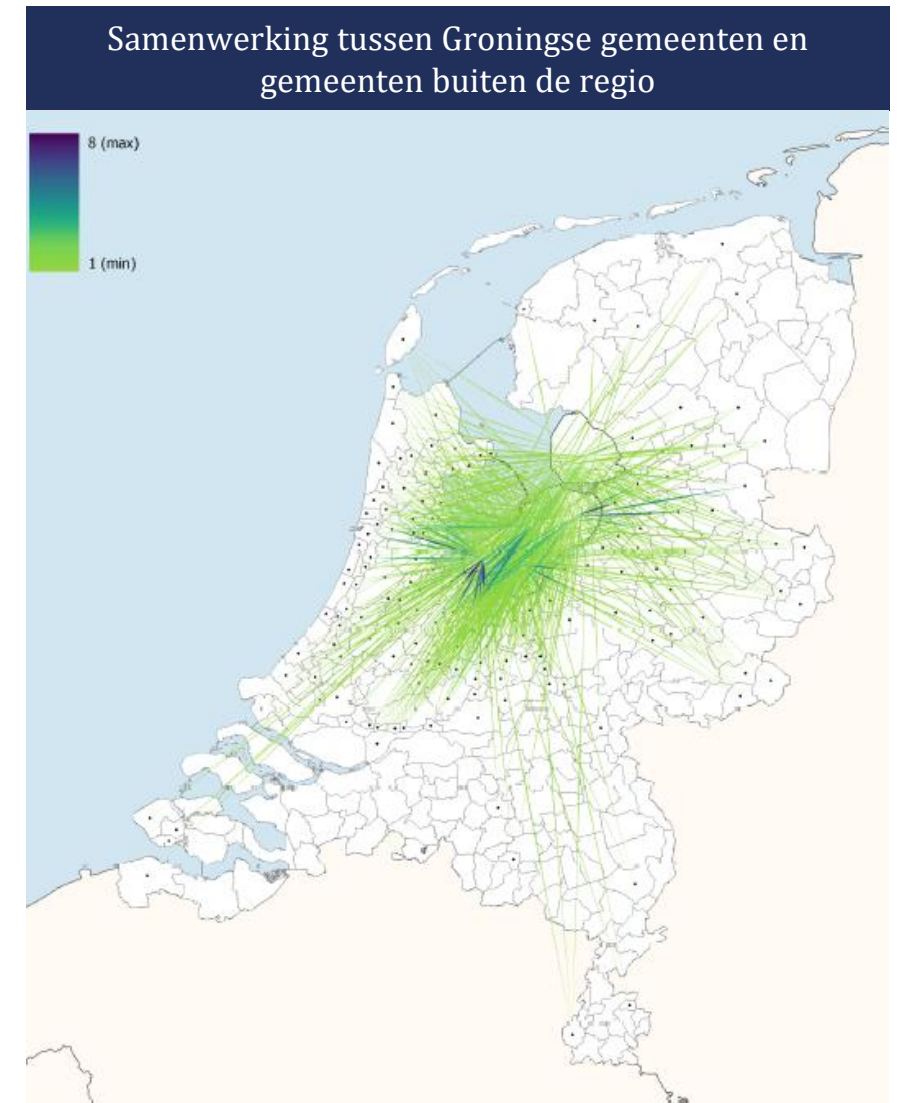 Samenwerking tussen Groningse gemeenten en
gemeenten buiten de regio
8 (max)
1 (min)